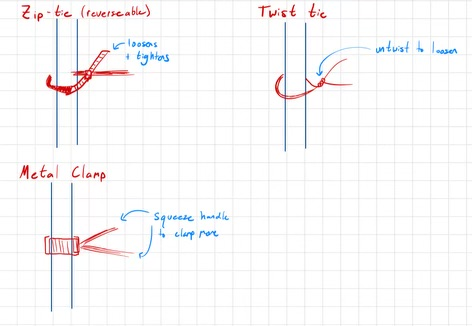 Zip-tie (reverseable)
loosens
+ tightens
Twist tie
untwist to loosen
Metal Clamp
squeeze handle
to clamp more